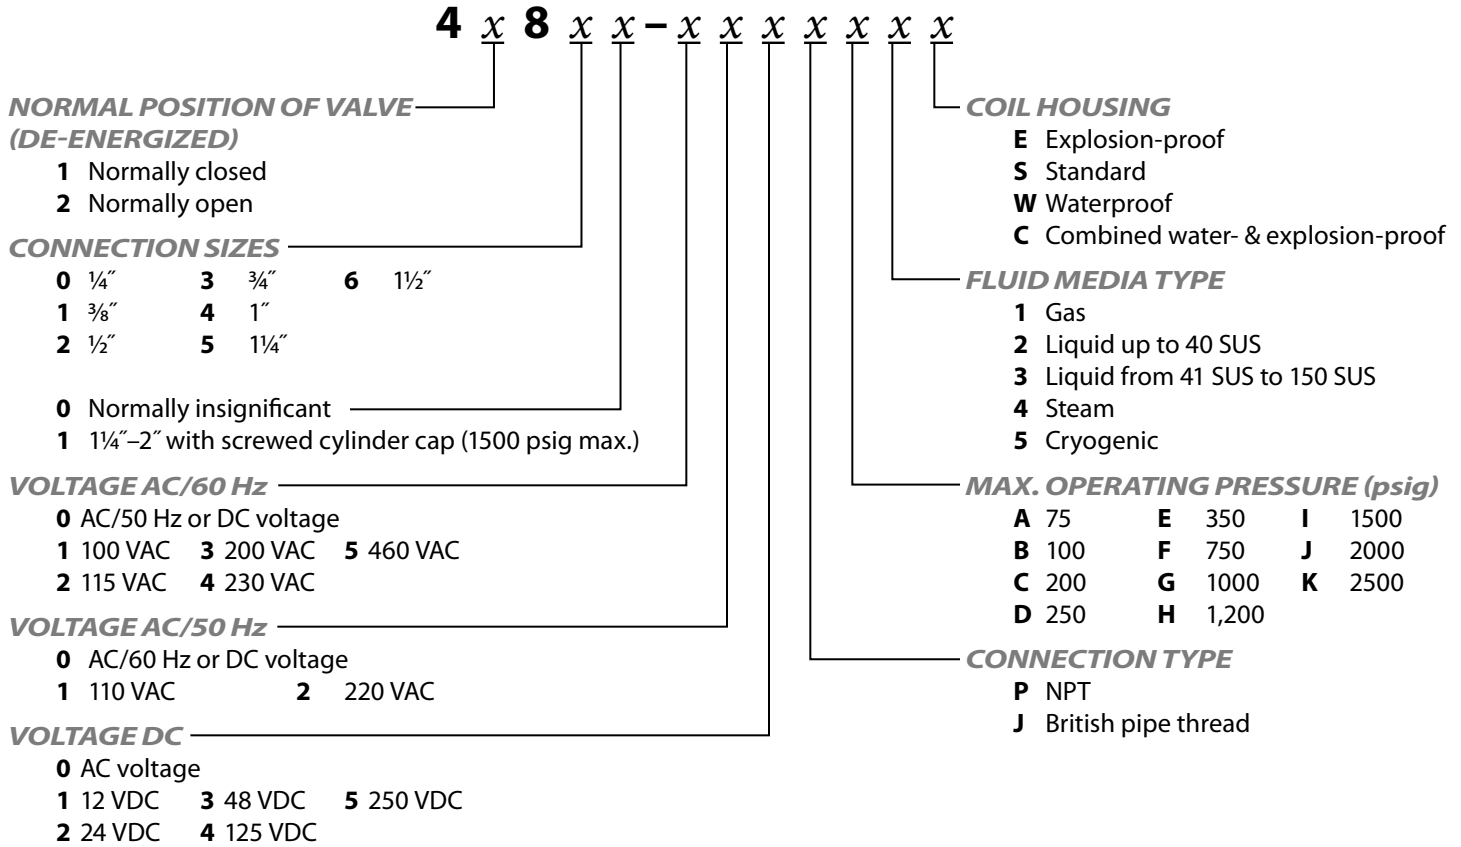 4 x 8 x x – x x x x x x x
NORMAL POSITION OF VALVE
(DE-ENERGIZED)
1 Normally closed
2 Normally open
CONNECTION SIZES
0 ¼˝ 3 ¾˝ 6 1½˝
1 ⅜˝ 4 1˝
2 ½˝ 5 1¼˝
0 Normally insignificant
1 1¼˝–2˝ with screwed cylinder cap (1500 psig max.)
VOLTAGE AC/60 Hz
0 AC/50 Hz or DC voltage
1 100 VAC 3 200 VAC 5 460 VAC
2 115 VAC 4 230 VAC
VOLTAGE AC/50 Hz
0 AC/60 Hz or DC voltage
1 110 VAC 2 220 VAC
VOLTAGE DC
0 AC voltage
1 12 VDC 3 48 VDC 5 250 VDC
2 24 VDC 4 125 VDC
COIL HOUSING
E Explosion-proof
S Standard
W Waterproof
C Combined water- & explosion-proof
FLUID MEDIA TYPE
1 Gas
2 Liquid up to 40 SUS
3 Liquid from 41 SUS to 150 SUS
4 Steam
5 Cryogenic
MAX. OPERATING PRESSURE (psig)
A 75 E 350 I 1500
B 100 F 750 J 2000
C 200 G 1000 K 2500
D 250 H 1,200
CONNECTION TYPE
P NPT
J British pipe thread